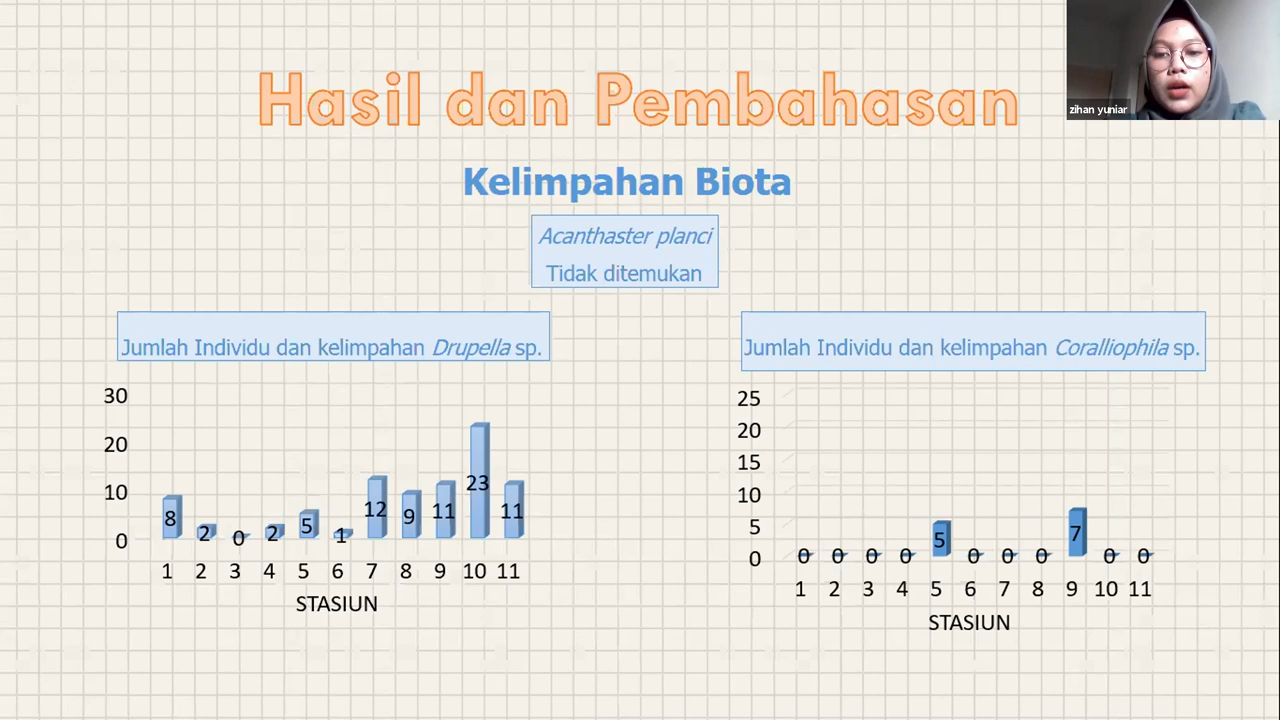 zihan yuniar
Hasil dan Pembahasan
Kelimpahan Biota
Acanthaster planci
Tidak ditemukan
Jumlah Individu dan kelimpahan Drupella sp.
30
20
10
0
8 2 0 2 5 1 12 9 11 23 11
1 2 3 4 5 6 7 8 9 10 11
STASIUN
Jumlah Individu dan kelimpahan Coralliophila sp.
25
20
15
10
5
0
0 0 0 0 5 0 0 0 7 0 0
1 2 3 4 5 6 7 8 9 10 11
STASIUN